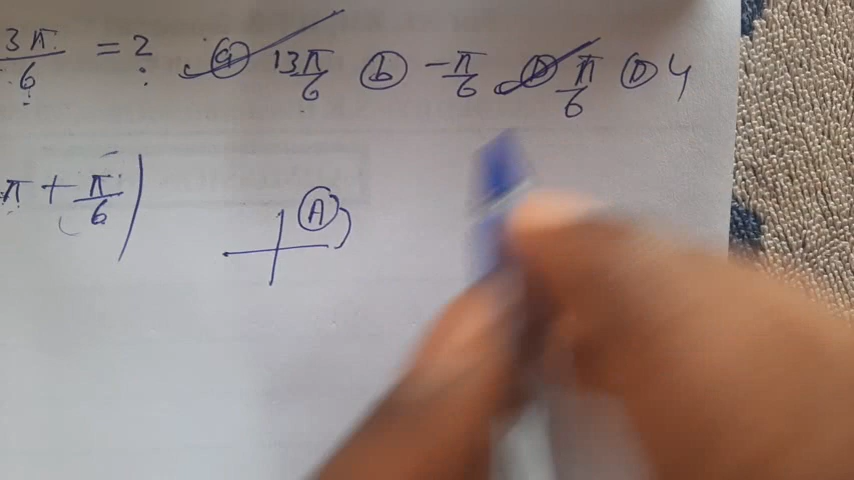 3π/6 = ? ⓐ 13π/6 ⓑ -π/6 ⓓ π/6 ⓓ 4
π + π/6 )
Ⓐ